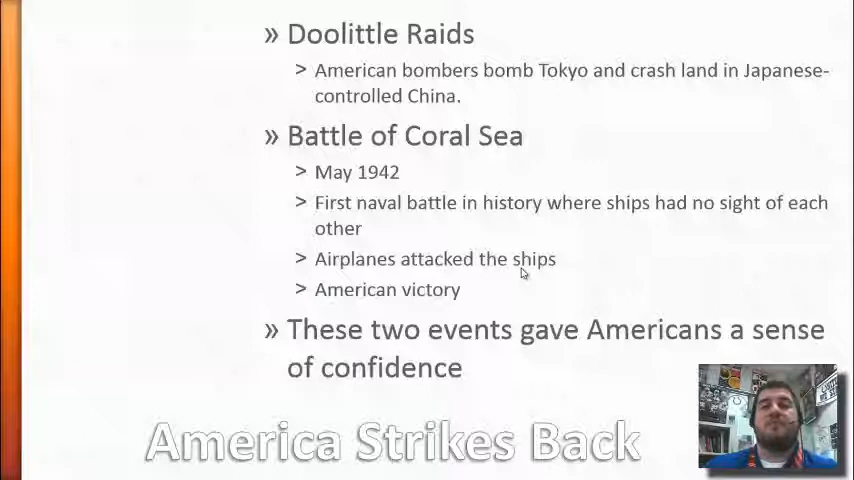 » Doolittle Raids
> American bombers bomb Tokyo and crash land in Japanese-
controlled China.
» Battle of Coral Sea
> May 1942
> First naval battle in history where ships had no sight of each
other
> Airplanes attacked the ships
> American victory
» These two events gave Americans a sense
of confidence
America Strikes Back